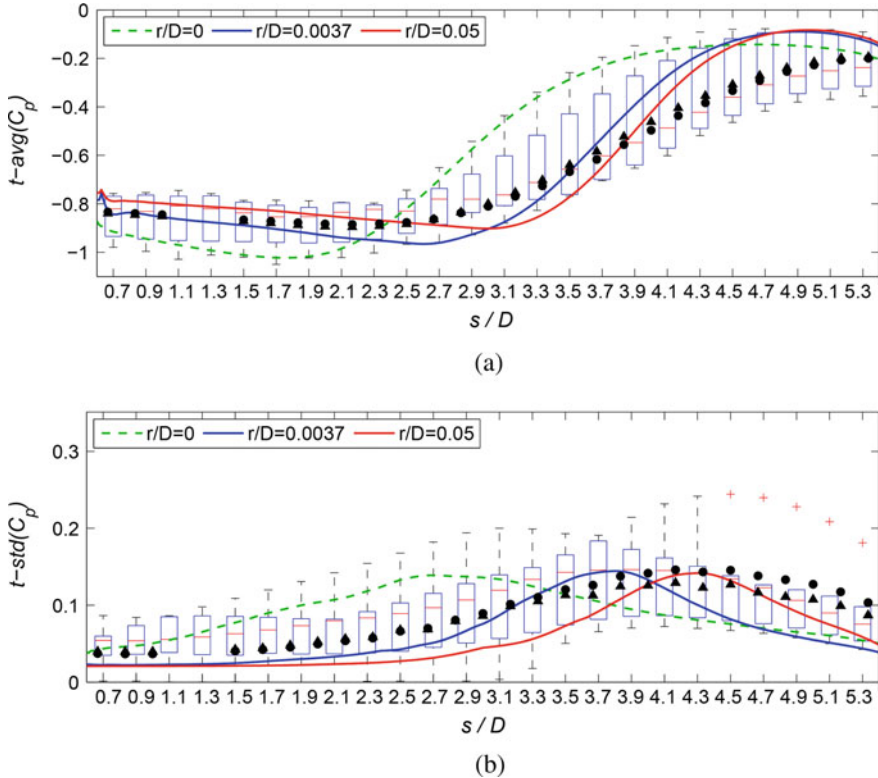 0
-0.2
-0.4
-0.6
-0.8
-1
t-avg(Cp)
r/D=0 r/D=0.0037 r/D=0.05
0.7 0.9 1.1 1.3 1.5 1.7 1.9 2.1 2.3 2.5 2.7 2.9 3.1 3.3 3.5 3.7 3.9 4.1 4.3 4.5 4.7 4.9 5.1 5.3
s / D
(a)
0.3
0.2
0.1
0
t-std(Cp)
r/D=0 r/D=0.0037 r/D=0.05
0.7 0.9 1.1 1.3 1.5 1.7 1.9 2.1 2.3 2.5 2.7 2.9 3.1 3.3 3.5 3.7 3.9 4.1 4.3 4.5 4.7 4.9 5.1 5.3
s / D
(b)